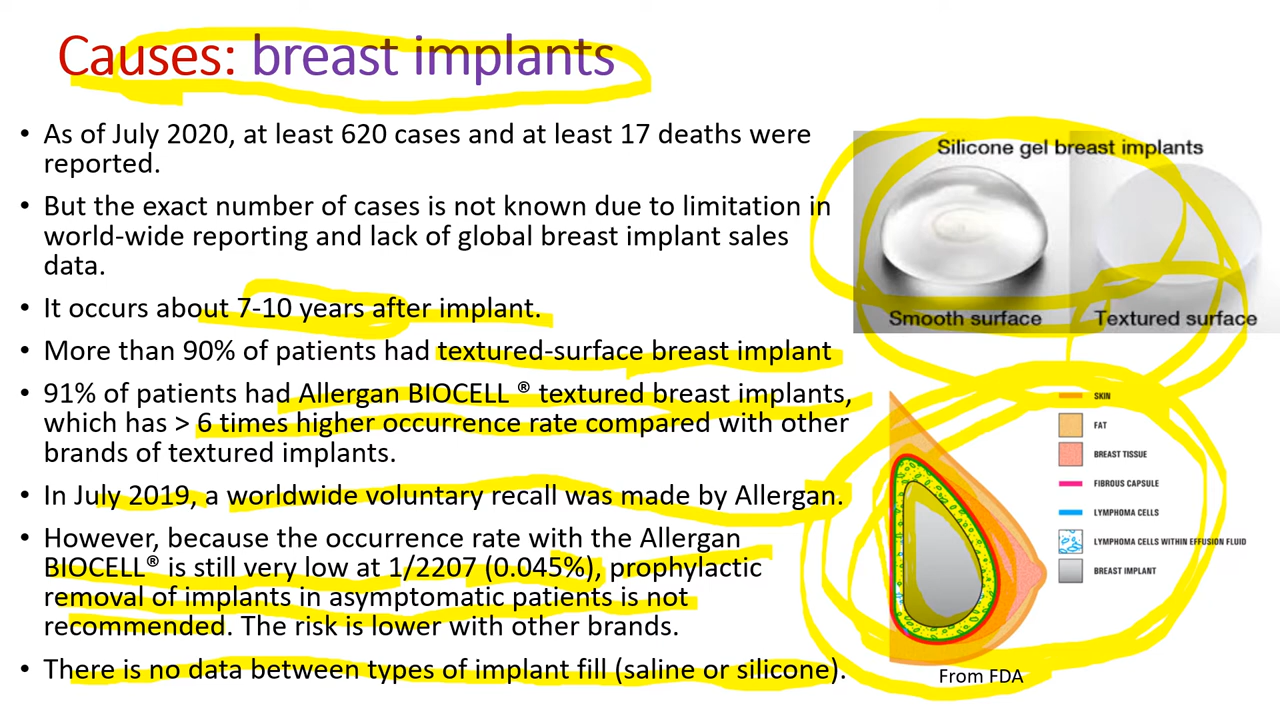 Causes: breast implants
• As of July 2020, at least 620 cases and at least 17 deaths were
reported.
• But the exact number of cases is not known due to limitation in
world-wide reporting and lack of global breast implant sales
data.
• It occurs about 7-10 years after implant.
• More than 90% of patients had textured-surface breast implant
• 91% of patients had Allergan BIOCELL ® textured breast implants,
which has > 6 times higher occurrence rate compared with other
brands of textured implants.
• In July 2019, a worldwide voluntary recall was made by Allergan.
• However, because the occurrence rate with the Allergan
BIOCELL® is still very low at 1/2207 (0.045%), prophylactic
removal of implants in asymptomatic patients is not
recommended. The risk is lower with other brands.
• There is no data between types of implant fill (saline or silicone).
Silicone gel breast implants
Smooth surface
Textured surface
SKIN
FAT
BREAST TISSUE
FIBROUS CAPSULE
LYMPHOMA CELLS
LYMPHOMA CELLS WITHIN EFFUSION FLUID
BREAST IMPLANT
From FDA